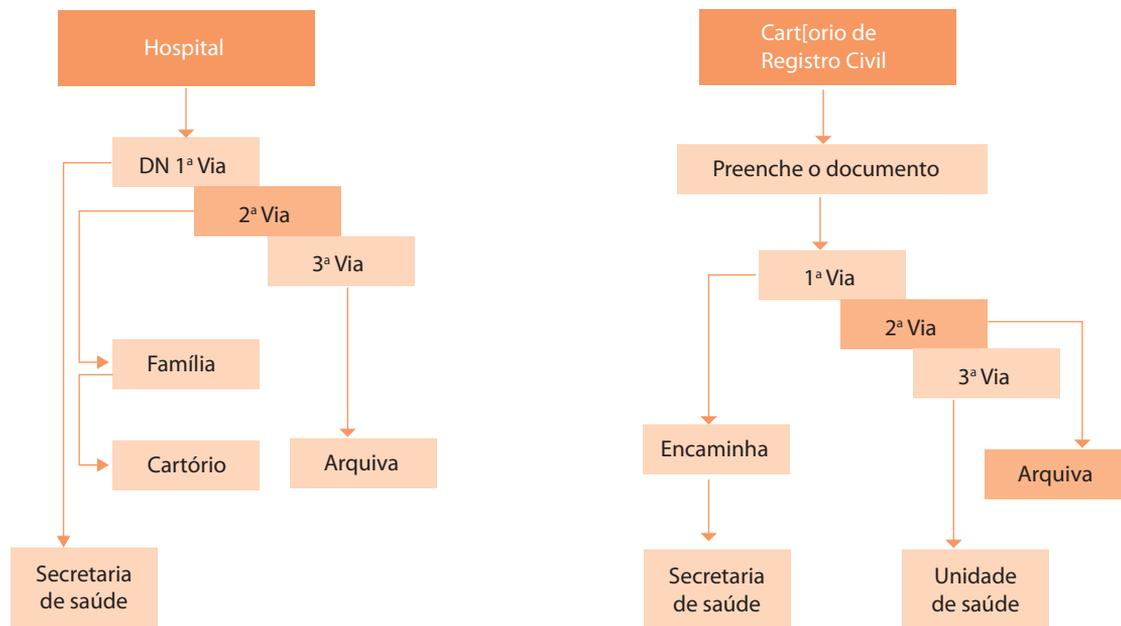 Hospital
DN 1ª Via
2ª Via
3ª Via
Família
Cartório
Arquiva
Secretaria
de saúde
Cart[orio de
Registro Civil
Preenche o documento
1ª Via
2ª Via
3ª Via
Encaminha
Arquiva
Secretaria
de saúde
Unidade
de saúde